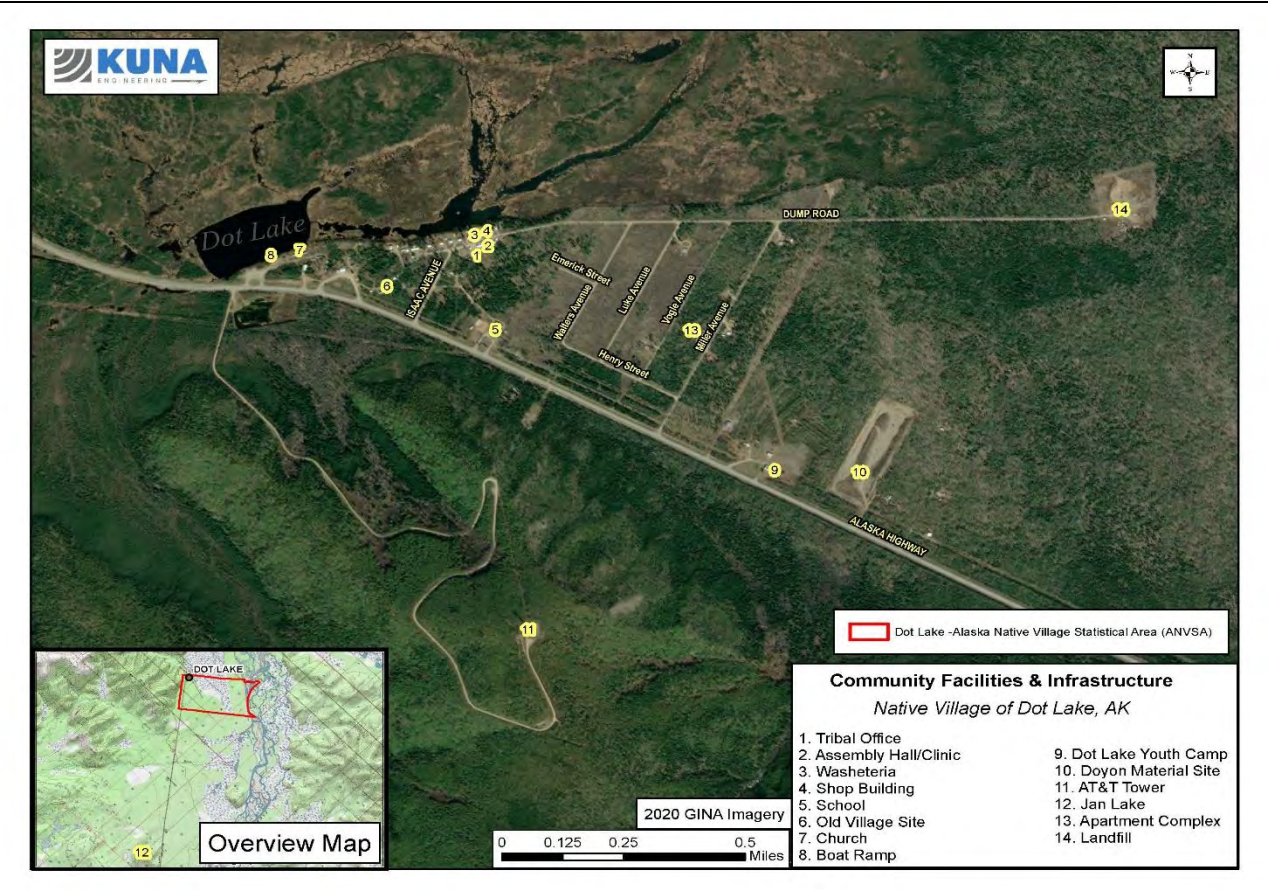 KUNA
ENGINEERING
N
W
E
S
Dot Lake
DUMP ROAD
14
3
4
2
1
8
7
6
ISAAC AVENUE
Emerick Street
Walters Avenue
Luke Avenue
Vogle Avenue
Miller Avenue
13
5
Henry Street
9
10
ALASKA HIGHWAY
11
Dot Lake -Alaska Native Village Statistical Area (ANVSA)
DOT LAKE
12
Overview Map
2020 GINA Imagery
0 0.125 0.25 0.5
Miles
Community Facilities & Infrastructure
Native Village of Dot Lake, AK
1. Tribal Office
2. Assembly Hall/Clinic
3. Washeteria
4. Shop Building
5. School
6. Old Village Site
7. Church
8. Boat Ramp
9. Dot Lake Youth Camp
10. Doyon Material Site
11. AT&T Tower
12. Jan Lake
13. Apartment Complex
14. Landfill